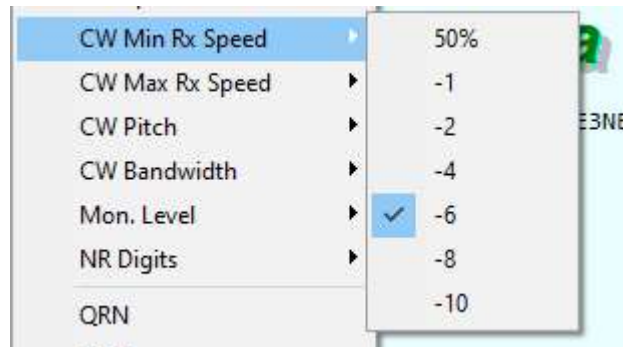 CW Min Rx Speed
CW Max Rx Speed
CW Pitch
CW Bandwidth
Mon. Level
NR Digits
QRN
50%
-1
-2
-4
-6
-8
-10
a
E3NE